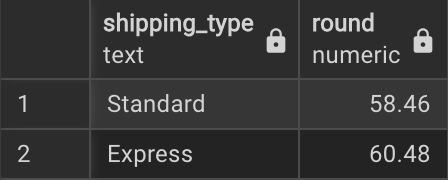 shipping_type round
text numeric
1 Standard 58.46
2 Express 60.48